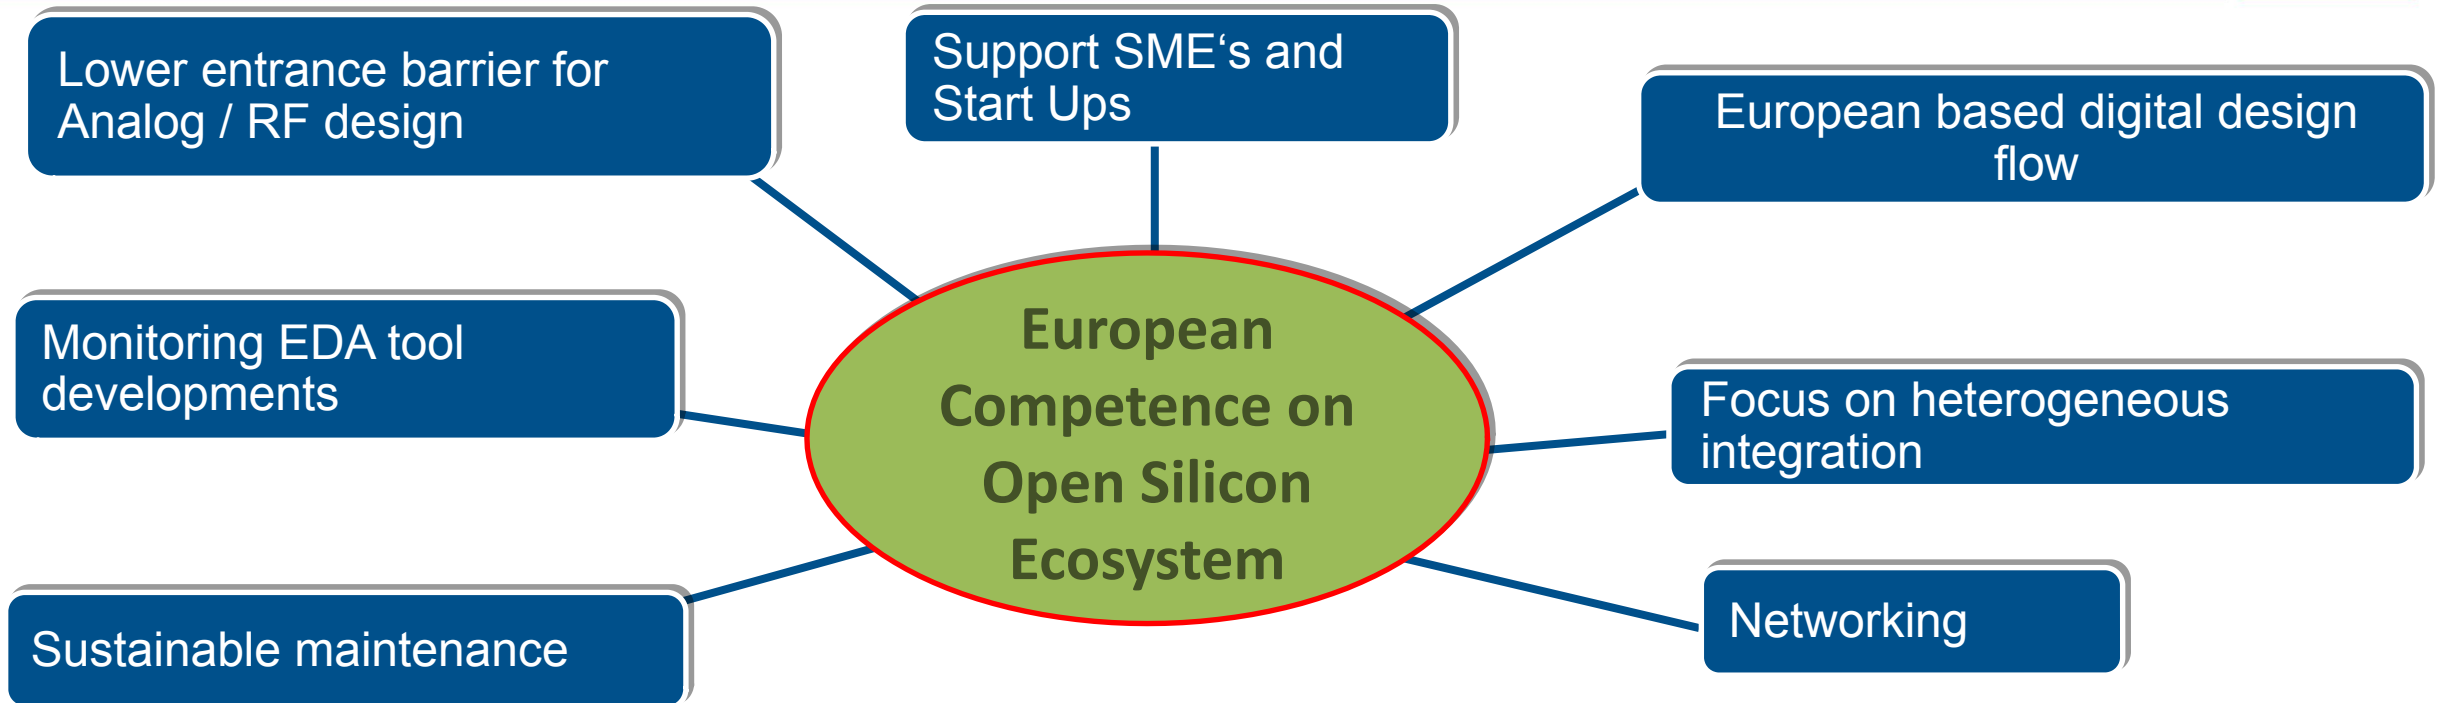 Lower entrance barrier for
Analog / RF design
Support SME‘s and
Start Ups
European based digital design
flow
Monitoring EDA tool
developments
European
Competence on
Open Silicon
Ecosystem
Focus on heterogeneous
integration
Sustainable maintenance
Networking